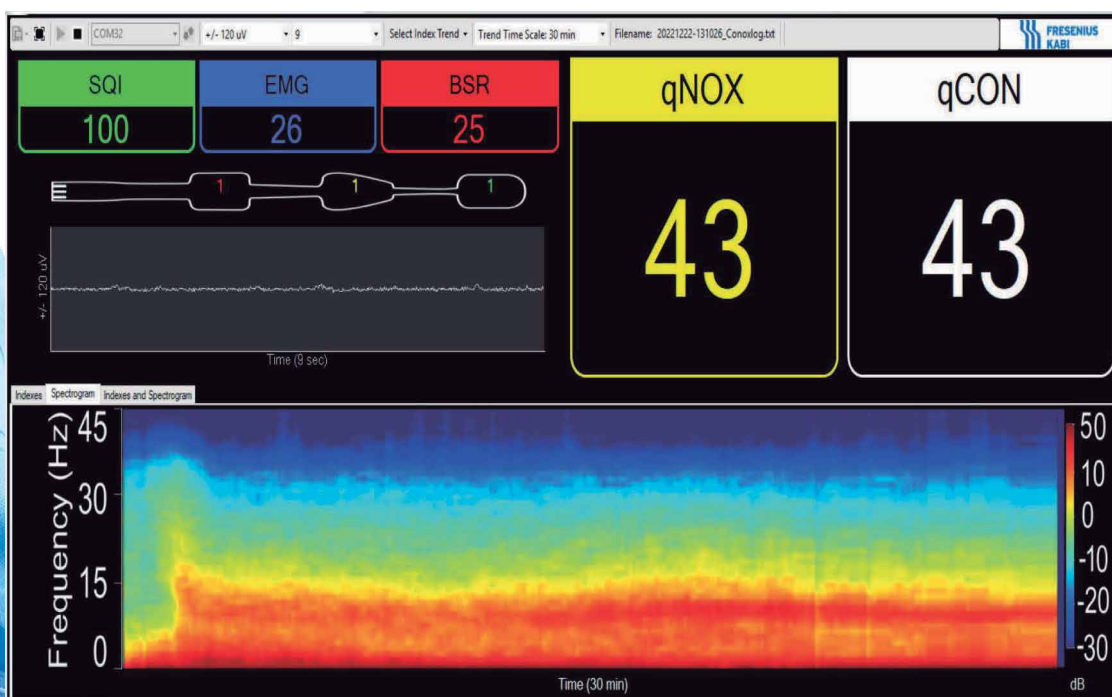 COM32 +/- 120 uV 9 Select Index Trend Trend Time Scale: 30 min Filename: 20221222-131026_Conoxlog.txt FRESENIUS
KABI
SQI EMG BSR qNOX qCON
100 26 25
43 43
1 1 1
+/- 120 uV
Time (9 sec)
Indexes Spectrogram Indexes and Spectrogram
Frequency (Hz)
45
30
15
0
50
10
0
-10
-20
-30
Time (30 min) dB